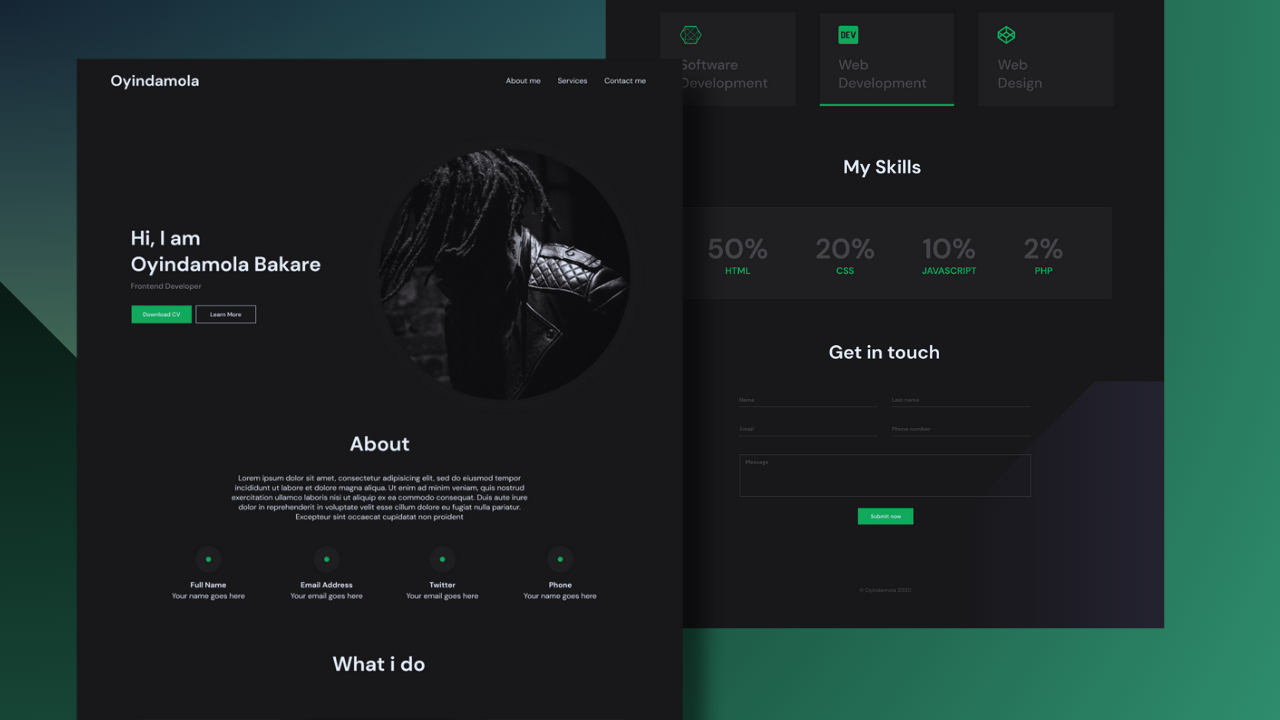 Oyindamola
About me
Services
Contact me
Hi, I am
Oyindamola Bakare
Frontend Developer
Download CV
Learn More
About
Lorem ipsum dolor sit amet, consectetur adipisicing elit, sed do eiusmod tempor
incididunt ut labore et dolore magna aliqua. Ut enim ad minim veniam, quis nostrud
exercitation ullamco laboris nisi ut aliquip ex ea commodo consequat. Duis aute irure
dolor in reprehenderit in voluptate velit esse cillum dolore eu fugiat nulla pariatur.
Excepteur sint occaecat cupidatat non proident
Full Name
Your name goes here
Email Address
Your email goes here
Twitter
Your email goes here
Phone
Your name goes here
What i do
Software
Development
DEV
Web
Development
Web
Design
My Skills
50%
HTML
20%
CSS
10%
JAVASCRIPT
2%
PHP
Get in touch
Name
Last name
Email
Phone number
Message
Submit now
© Oyindamola 2020